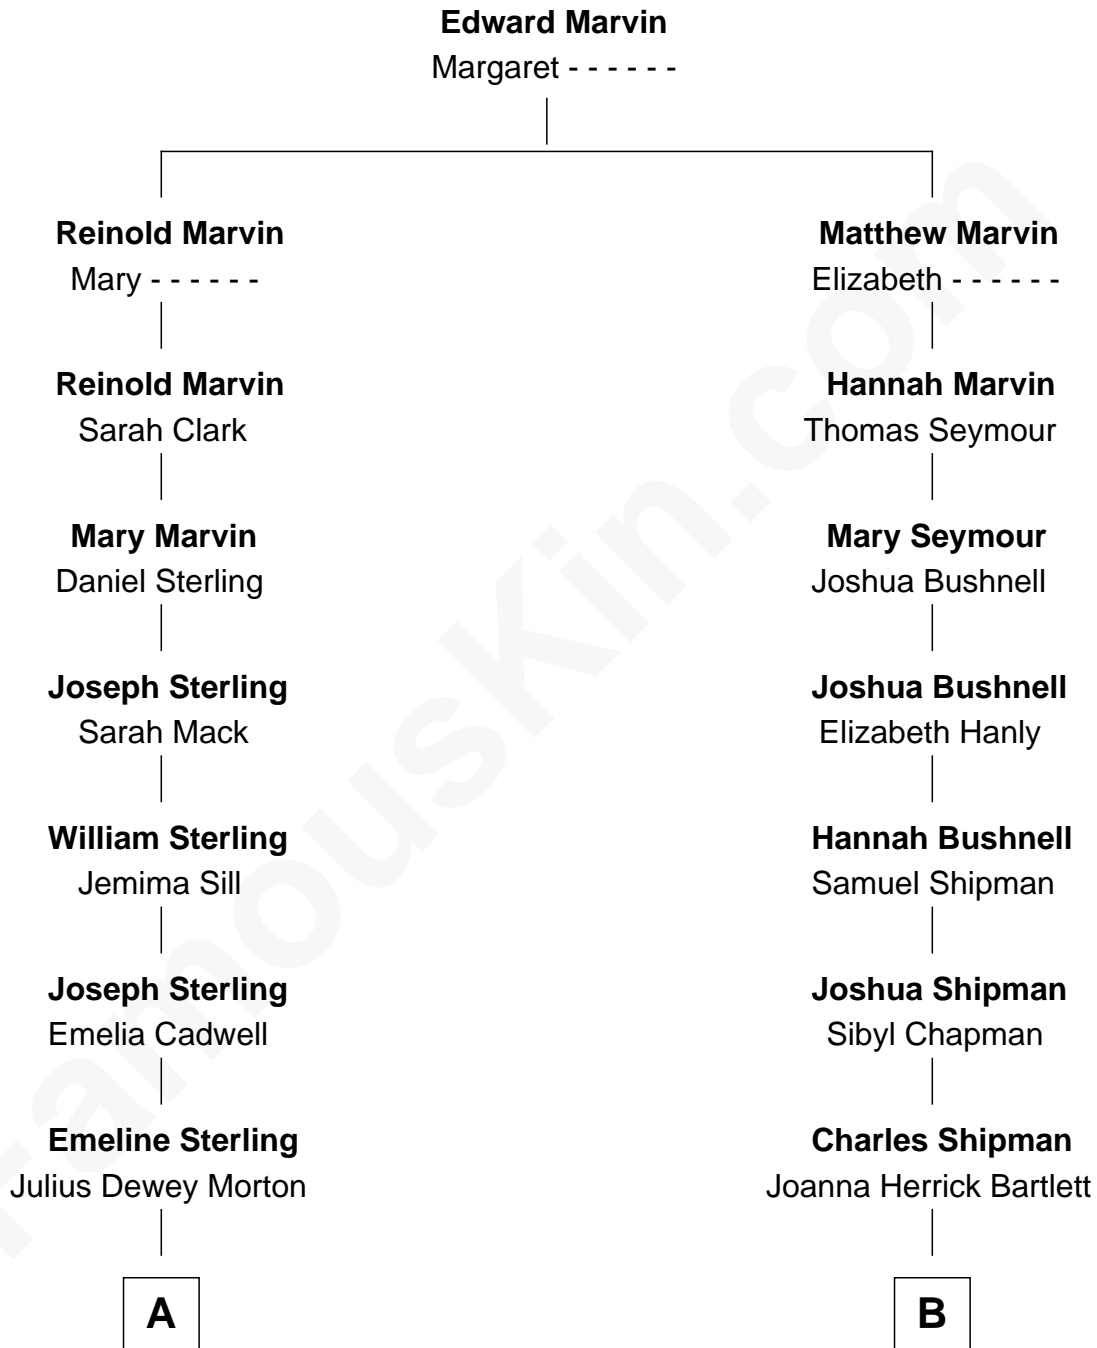 Edward Marvin
Margaret - - - - - -
Reinold Marvin
Mary - - - - - -
Matthew Marvin
Elizabeth - - - - - -
Reinold Marvin
Sarah Clark
Hannah Marvin
Thomas Seymour
Mary Marvin
Daniel Sterling
Mary Seymour
Joshua Bushnell
Joseph Sterling
Sarah Mack
Joshua Bushnell
Elizabeth Hanly
William Sterling
Jemima Sill
Hannah Bushnell
Samuel Shipman
Joseph Sterling
Emelia Cadwell
Joshua Shipman
Sibyl Chapman
Emeline Sterling
Julius Dewey Morton
Charles Shipman
Joanna Herrick Bartlett
A
B
FamousKin.com